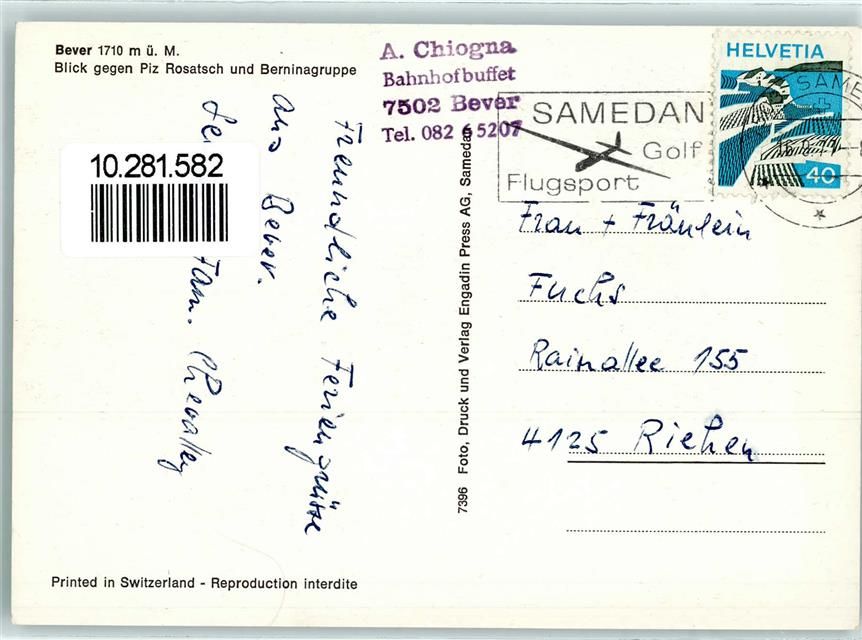 Bever 1710 m ü. M.
Blick gegen Piz Rosatsch und Berninagruppe
A. Chiogna
Bahnhofbuffet
7502 Bever
Tel. 082 6 5207
SAMEDAN
Golf
Flugsport
HELVETIA
40
SAME
10.281.582
Freundliche Feriengrüsse
aus Bever.
Fam. Chevalley
7396 Foto, Druck und Verlag Engadin Press AG, Samedan
Frau + Fräulein
Fuchs
Rainallee 155
4125 Riehen
Printed in Switzerland - Reproduction interdite